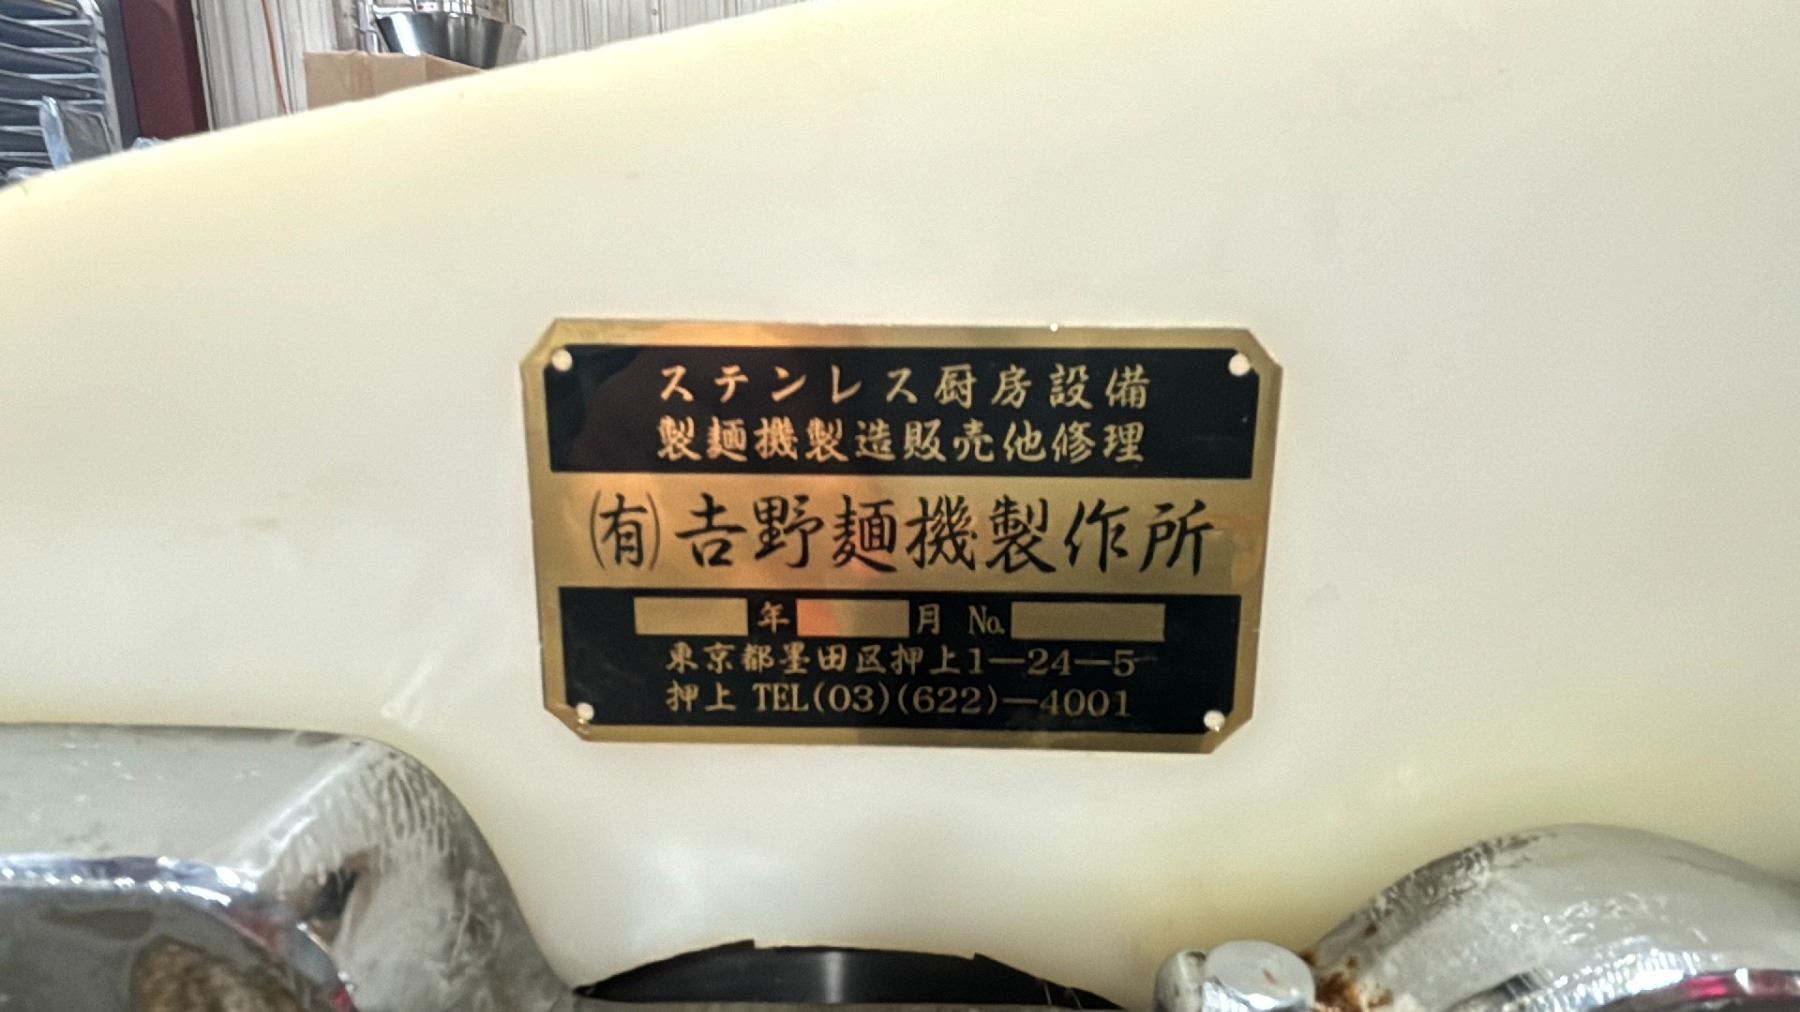 ステンレス厨房設備
製麺機製造販売他修理
㈲𠮷野麺機製作所
年 月 No.
東京都墨田区押上1―24―5
押上 TEL(03)(622)―4001